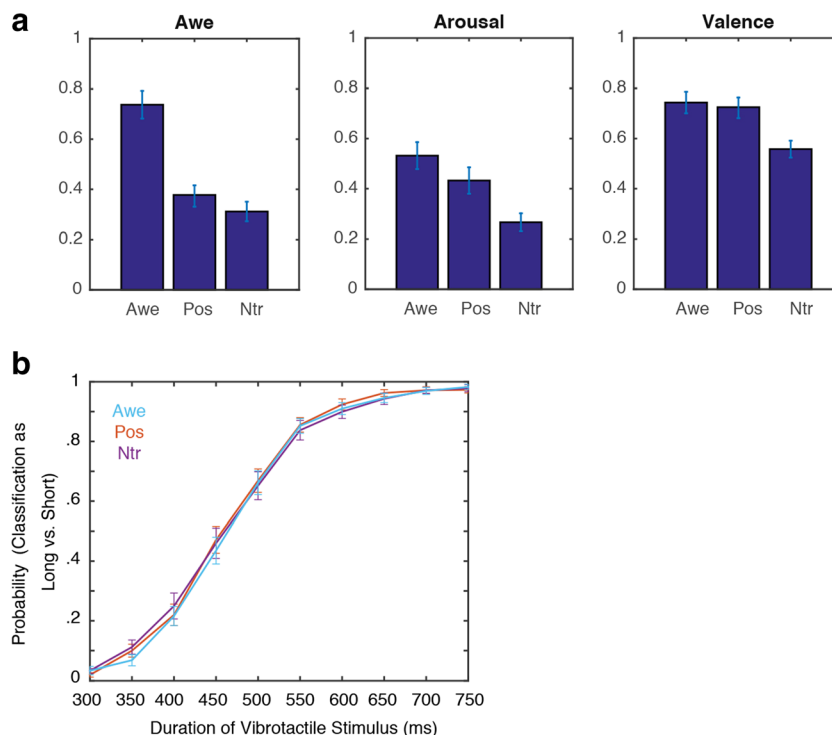 a
Awe
Arousal
Valence
1
0.8
0.6
0.4
0.2
0
Awe Pos Ntr
1
0.8
0.6
0.4
0.2
0
Awe Pos Ntr
1
0.8
0.6
0.4
0.2
0
Awe Pos Ntr
b
Probability (Classification as
Long vs. Short)
1
.8
.6
.4
.2
0
Awe
Pos
Ntr
300 350 400 450 500 550 600 650 700 750
Duration of Vibrotactile Stimulus (ms)